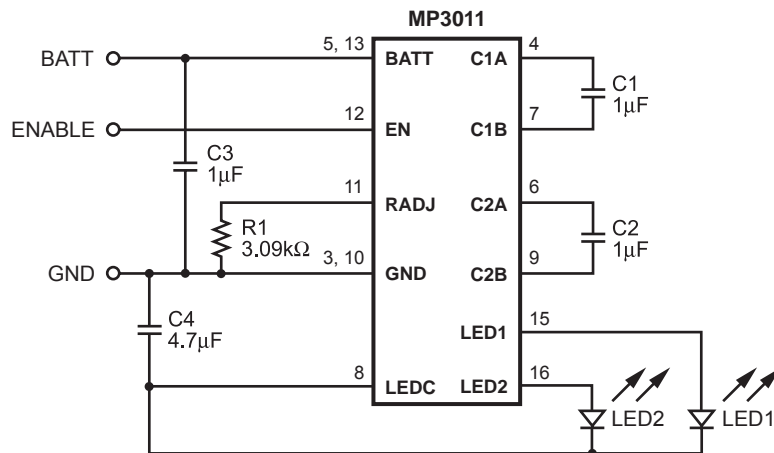 MP3011
BATT
5, 13
BATT
C1A
4
C1
1µF
ENABLE
12
EN
C1B
7
C3
1µF
11
RADJ
C2A
6
R1
3.09kΩ
C2
1µF
GND
3, 10
GND
C2B
9
C4
4.7µF
LED1
15
8
LEDC
LED2
16
LED2
LED1